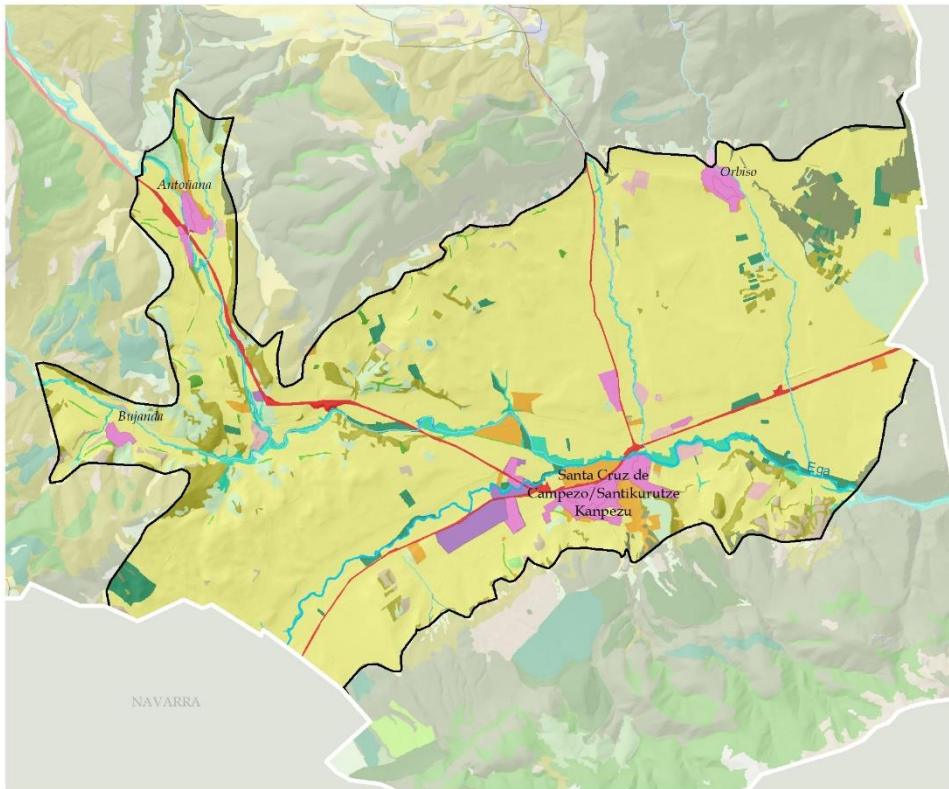 Orbiso
Antoñana
Bujanda
Ega
Santa Cruz de
Campezo/Santikurutze
Kanpezu
NAVARRA